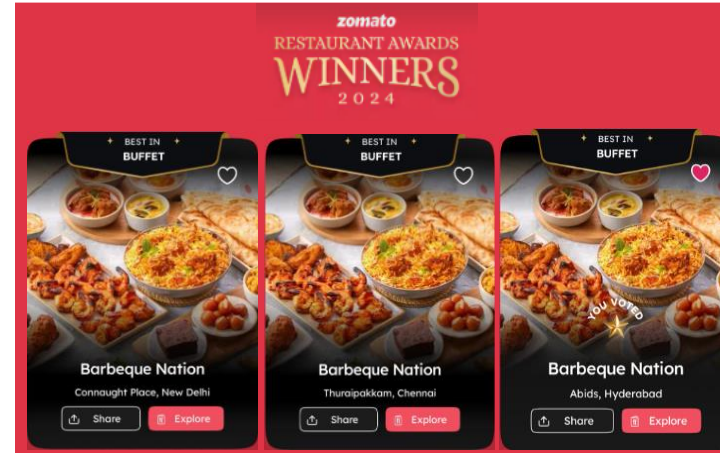 zomato
RESTAURANT AWARDS
WINNERS
2024
BEST IN
BUFFET
Barbeque Nation
Connaught Place, New Delhi
Share
Explore
BEST IN
BUFFET
Barbeque Nation
Thuraipakkam, Chennai
Share
Explore
BEST IN
BUFFET
YOU VOTED
Barbeque Nation
Abids, Hyderabad
Share
Explore